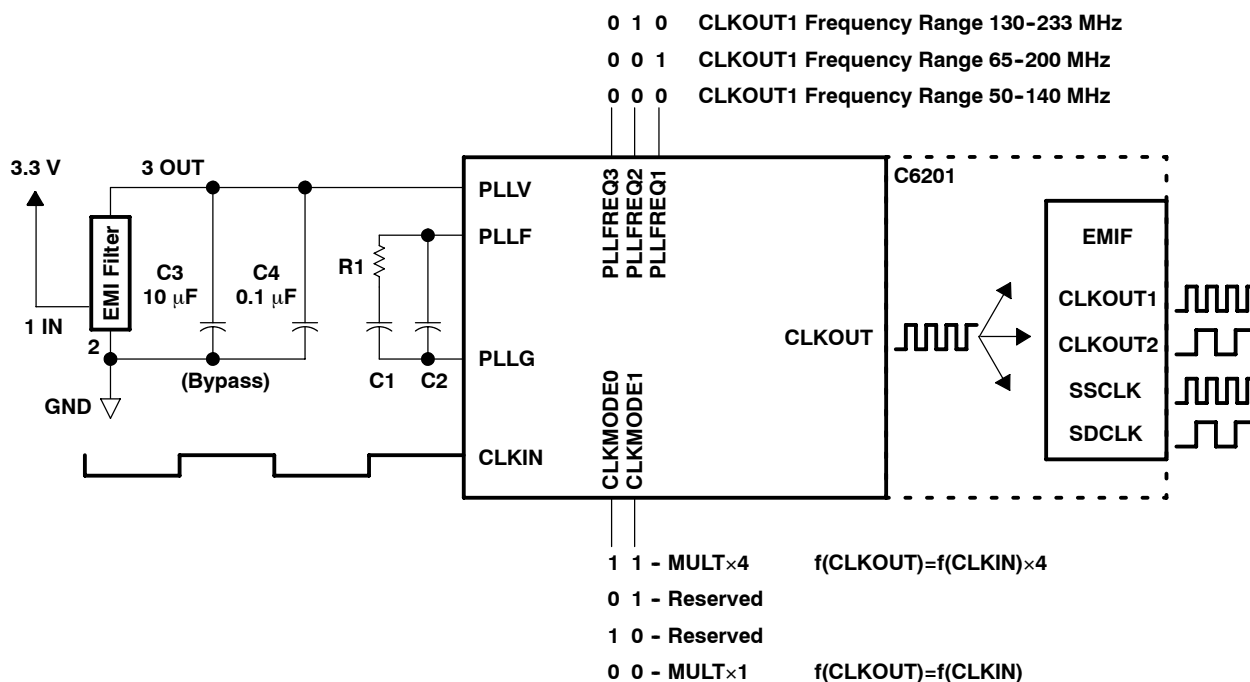 0 1 0 CLKOUT1 Frequency Range 130-233 MHz
0 0 1 CLKOUT1 Frequency Range 65-200 MHz
0 0 0 CLKOUT1 Frequency Range 50-140 MHz
3.3 V
3 OUT
EMI Filter
1 IN
2
GND
C3
10 μF
C4
0.1 μF
(Bypass)
R1
C1
C2
PLLV
PLLF
PLLG
CLKIN
PLLFREQ3
PLLFREQ2
PLLFREQ1
CLKMODE0
CLKMODE1
CLKOUT
C6201
EMIF
CLKOUT1
CLKOUT2
SSCLK
SDCLK
1 1 - MULT×4 f(CLKOUT)=f(CLKIN)×4
0 1 - Reserved
1 0 - Reserved
0 0 - MULT×1 f(CLKOUT)=f(CLKIN)